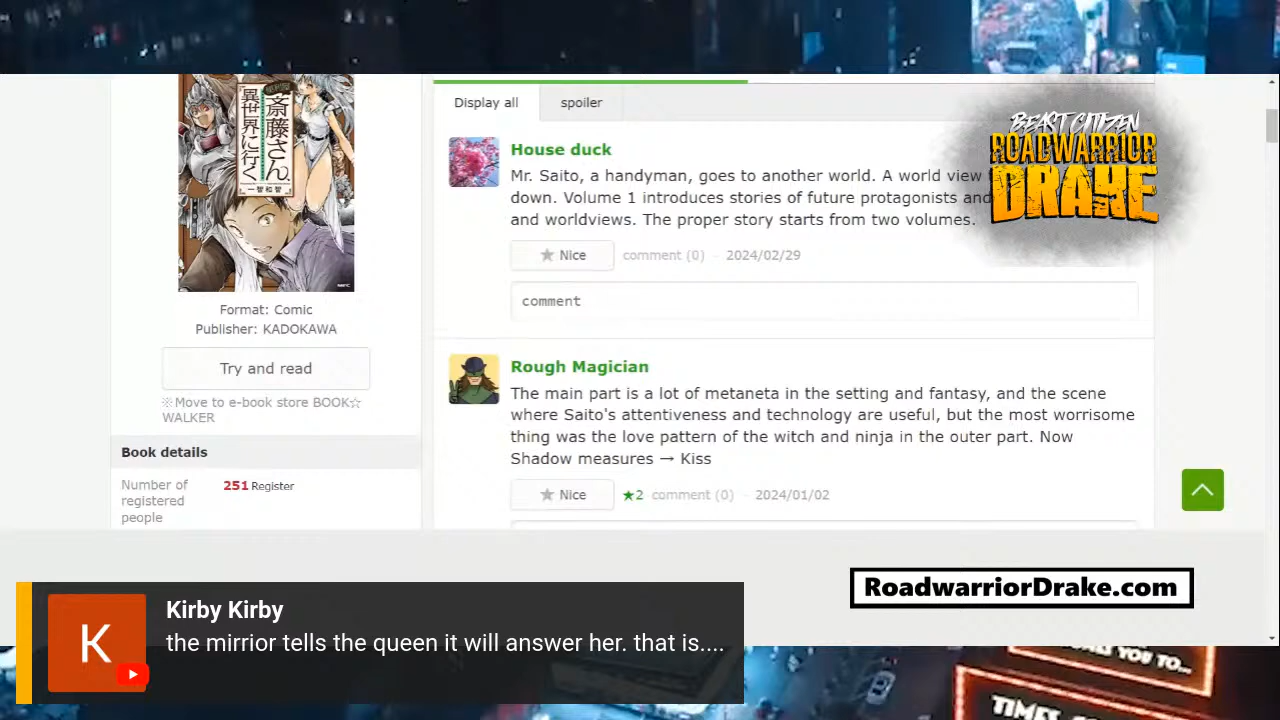 斎藤さん、
異世界に行く
一智和智
Display all
spoiler
House duck
Mr. Saito, a handyman, goes to another world. A world view
down. Volume 1 introduces stories of future protagonists and
and worldviews. The proper story starts from two volumes.
★ Nice
comment (0) · 2024/02/29
comment
BEAST CITIZEN
ROADWARRIOR
DRAKE
Format: Comic
Publisher: KADOKAWA
Try and read
※Move to e-book store BOOK☆
WALKER
Book details
Number of
registered
people
251 Register
Rough Magician
The main part is a lot of metaneta in the setting and fantasy, and the scene
where Saito's attentiveness and technology are useful, but the most worrisome
thing was the love pattern of the witch and ninja in the outer part. Now
Shadow measures → Kiss
★ Nice
★2 comment (0) · 2024/01/02
RoadwarriorDrake.com
K
Kirby Kirby
the mirrior tells the queen it will answer her. that is....
YOU TO...
TIMES